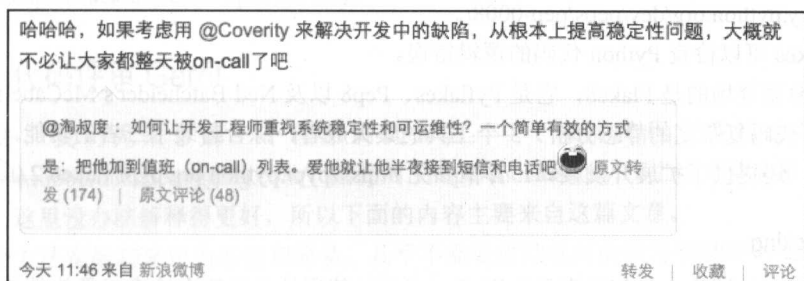 哈哈哈，如果考虑用 @Coverity 来解决开发中的缺陷，从根本上提高稳定性问题，大概就
不必让大家都整天被on-call了吧
@淘叔度： 如何让开发工程师重视系统稳定性和可运维性？一个简单有效的方式
是：把他加到值班（on-call）列表。爱他就让他半夜接到短信和电话吧 原文转
发 (174) | 原文评论 (48)
今天 11:46 来自 新浪微博 转发 | 收藏 | 评论